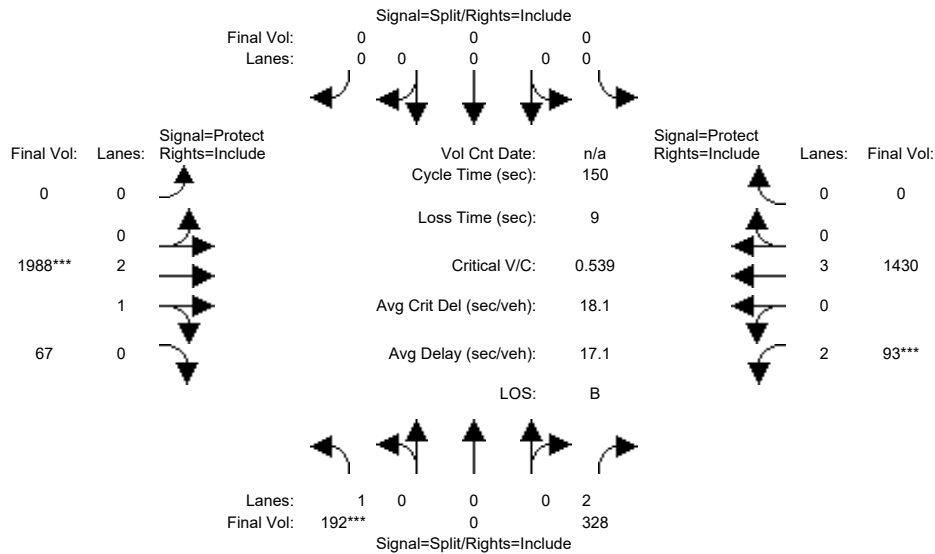 Signal=Split/Rights=Include
Final Vol: 0 0 0
Lanes: 0 0 0 0 0
Signal=Protect Signal=Protect
Final Vol: Lanes: Rights=Include Vol Cnt Date: n/a Rights=Include Lanes: Final Vol:
Cycle Time (sec): 150
0 0 0 0
Loss Time (sec): 9
0 0
1988*** 2 Critical V/C: 0.539 3 1430
1 Avg Crit Del (sec/veh): 18.1 0
67 0 Avg Delay (sec/veh): 17.1 2 93***
LOS: B
Lanes: 1 0 0 0 2
Final Vol: 192*** 0 328
Signal=Split/Rights=Include